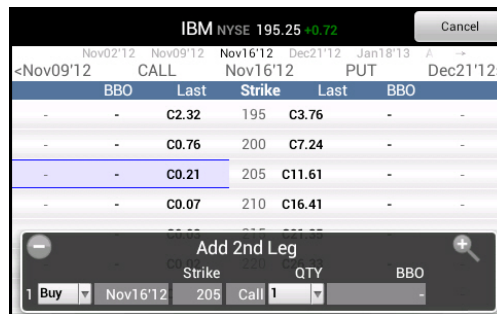 IBM NYSE 195.25 +0.72 Cancel
Nov02'12 Nov09'12 Nov16'12 Dec21'12 Jan18'13 A →
<Nov09'12 CALL Nov16'12 PUT Dec21'12
BBO Last Strike Last BBO
- - C2.32 195 C3.76 - -
- - C0.76 200 C7.24 - -
- - C0.21 205 C11.61 - -
- - C0.07 210 C16.41 - -
Add 2nd Leg
220
Strike QTY BBO
1 Buy Nov16'12 205 Call 1 -